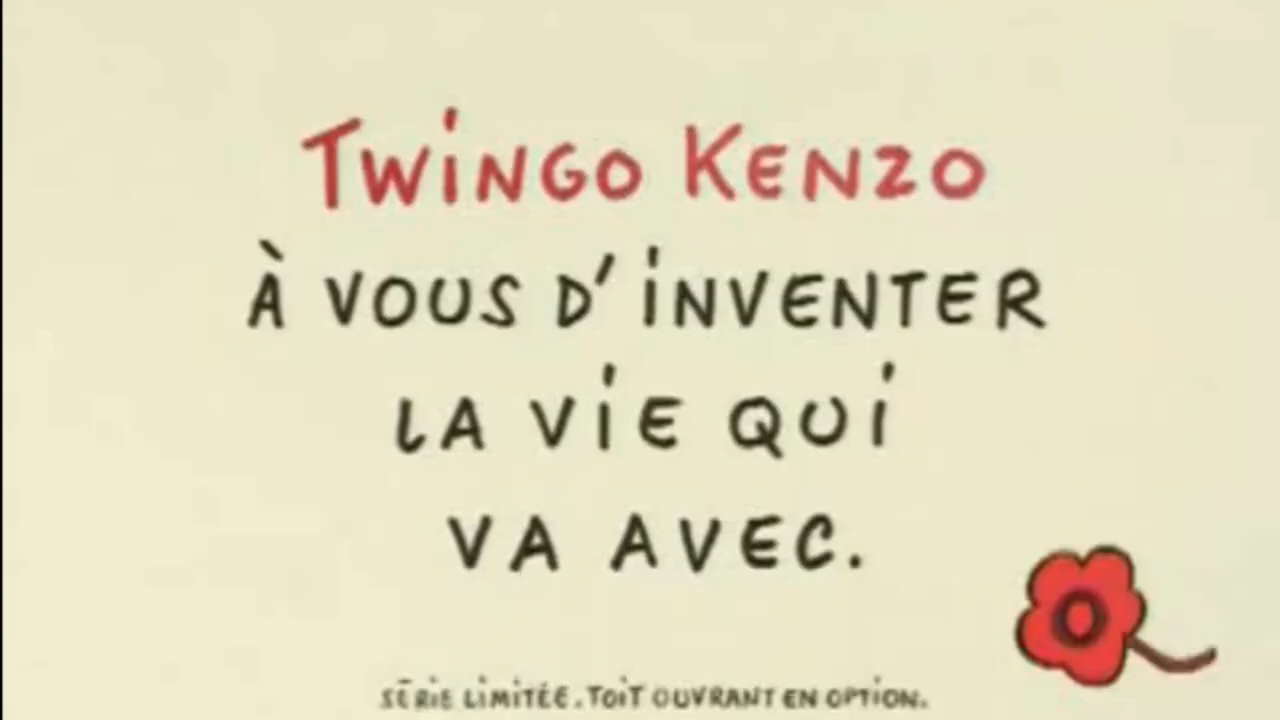 TWINGO KENZO
À VOUS D'INVENTER
LA VIE QUI
VA AVEC.
SÉRIE LIMITÉE. TOIT OUVRANT EN OPTION.